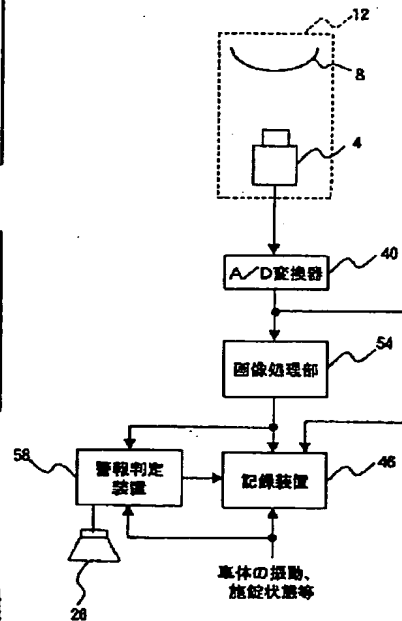 12
8
4
A/D変換器
40
画像処理部
54
58
警報判定
装置
記録装置
46
26
車体の振動、
施錠状態等